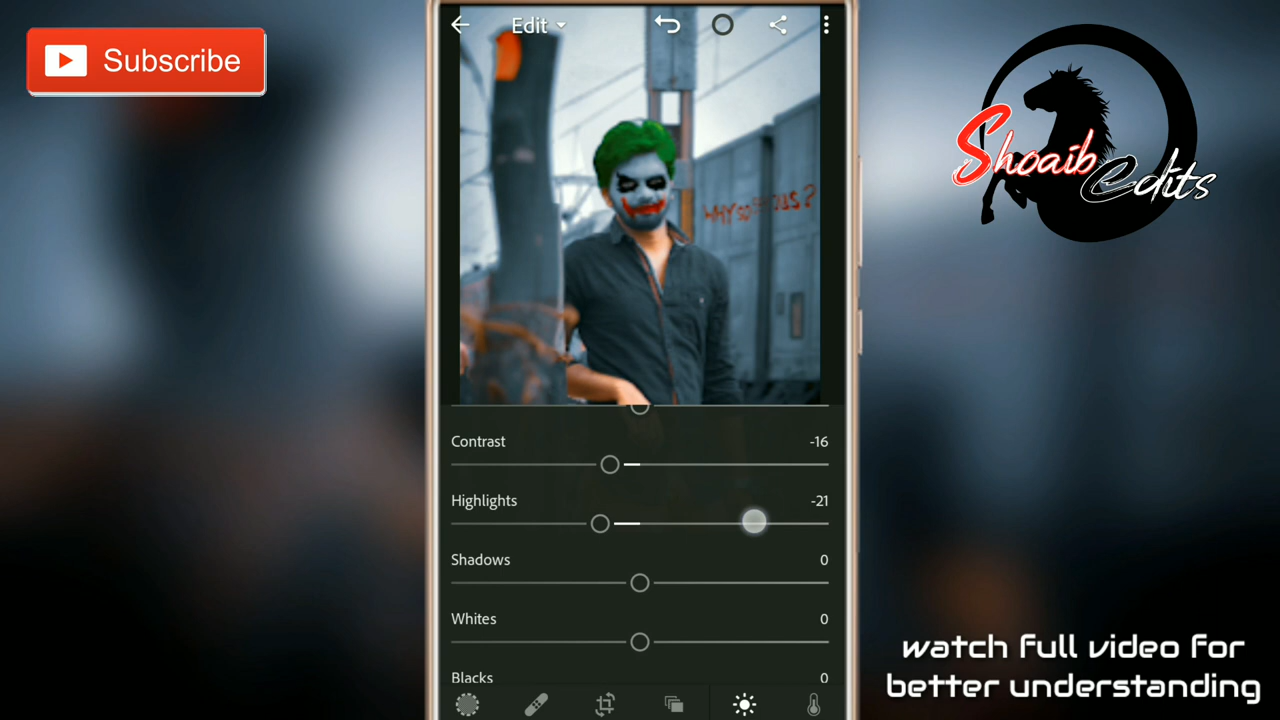 Subscribe
Edit
Shoaib
Edits
Contrast -16
Highlights -21
Shadows 0
Whites 0
Blacks 0
watch full video for
better understanding